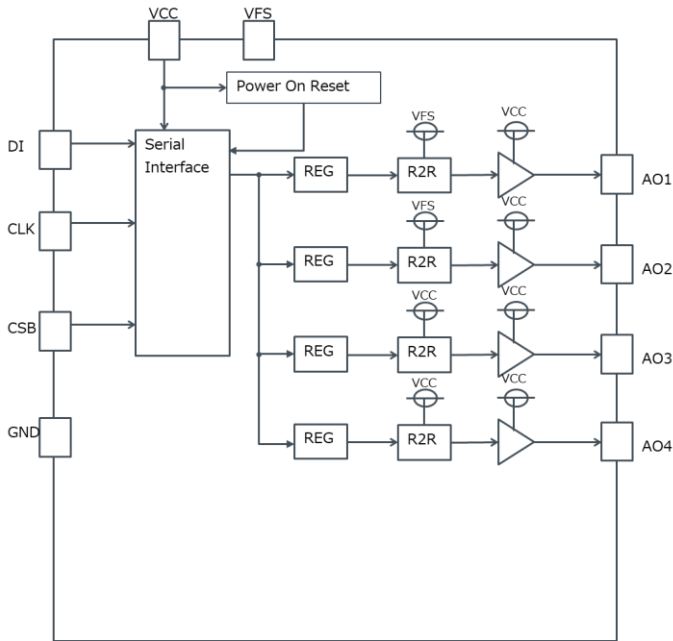 VCC
VFS
Power On Reset
DI
Serial
Interface
CLK
CSB
GND
VFS
VCC
REG
R2R
AO1
VFS
VCC
REG
R2R
AO2
VCC
VCC
REG
R2R
AO3
VCC
VCC
REG
R2R
AO4